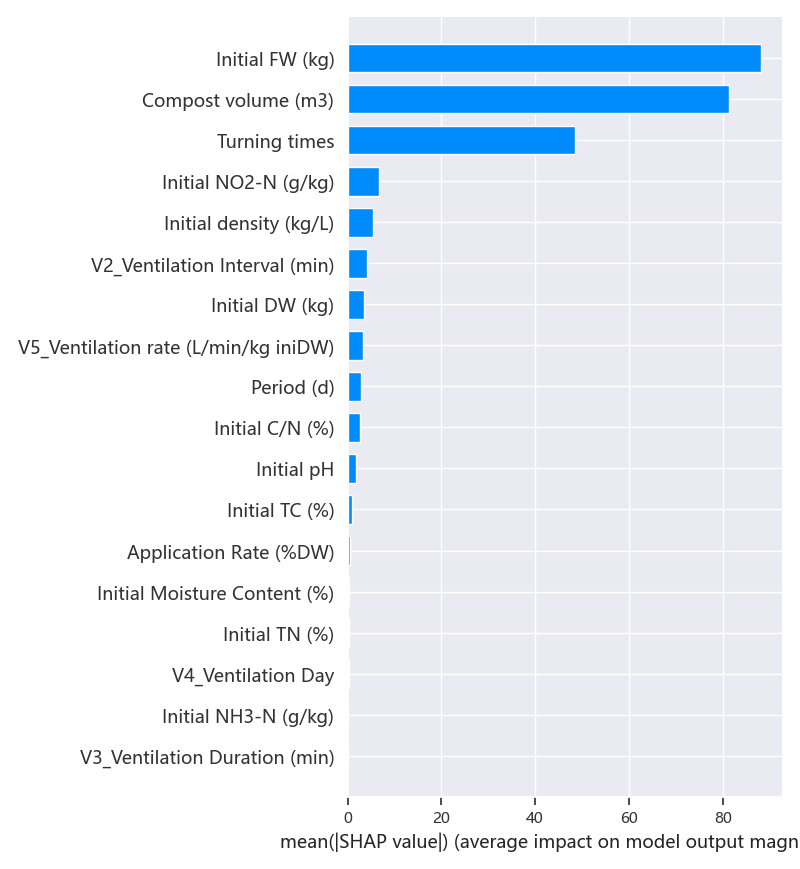 Initial FW (kg)
Compost volume (m3)
Turning times
Initial NO2-N (g/kg)
Initial density (kg/L)
V2_Ventilation Interval (min)
Initial DW (kg)
V5_Ventilation rate (L/min/kg iniDW)
Period (d)
Initial C/N (%)
Initial pH
Initial TC (%)
Application Rate (%DW)
Initial Moisture Content (%)
Initial TN (%)
V4_Ventilation Day
Initial NH3-N (g/kg)
V3_Ventilation Duration (min)
0 20 40 60 80
mean(|SHAP value|) (average impact on model output magn